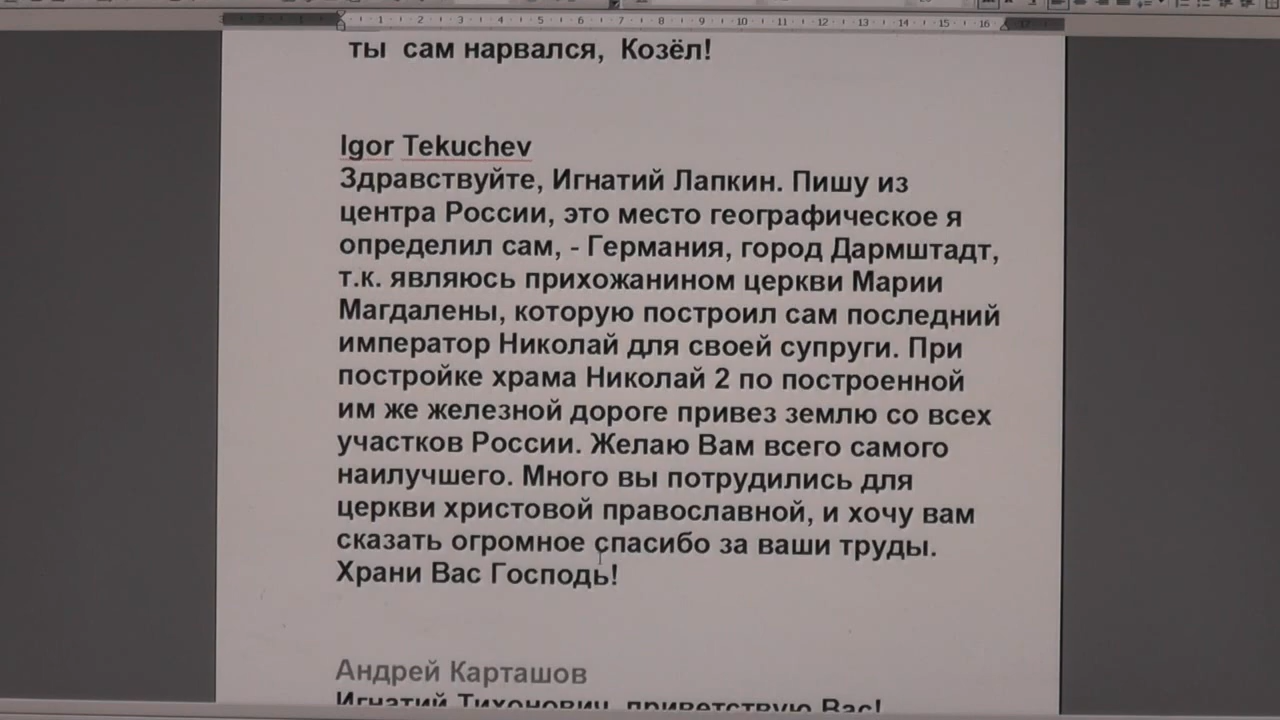 ты сам нарвался, Козёл!
Igor Tekuchev
Здравствуйте, Игнатий Лапкин. Пишу из
центра России, это место географическое я
определил сам, - Германия, город Дармштадт,
т.к. являюсь прихожанином церкви Марии
Магдалены, которую построил сам последний
император Николай для своей супруги. При
постройке храма Николай 2 по построенной
им же железной дороге привез землю со всех
участков России. Желаю Вам всего самого
наилучшего. Много вы потрудились для
церкви христовой православной, и хочу вам
сказать огромное спасибо за ваши труды.
Храни Вас Господь!
Андрей Карташов
Игнатий Тихонович, приветствую Вас!